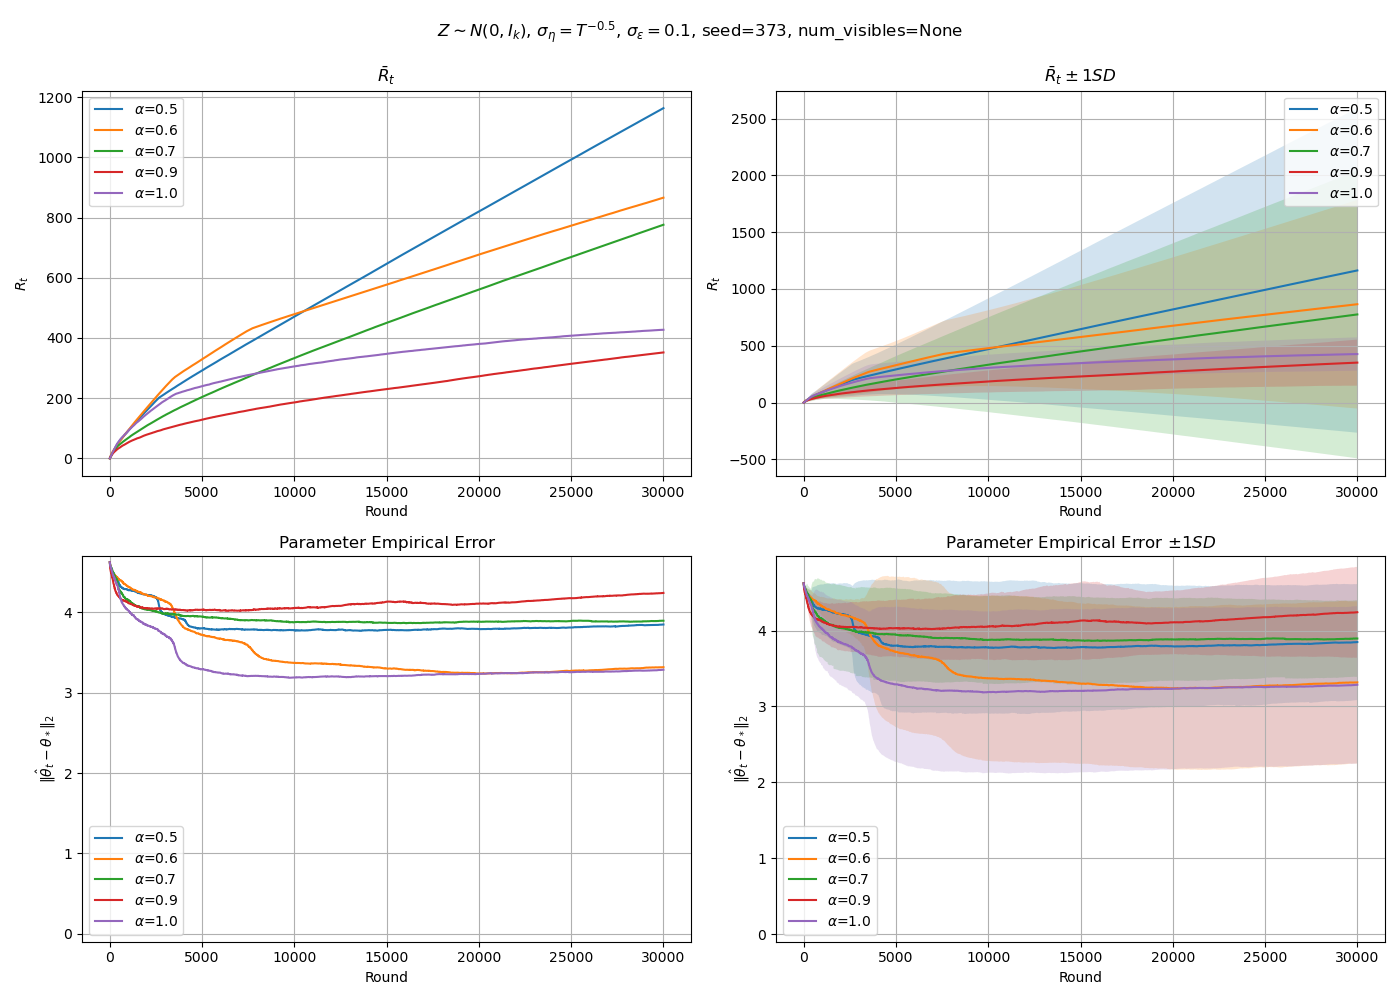 Z ~ N(0, I_k), σ_η = T^{−0.5}, σ_ε = 0.1, seed=373, num_visibles=None
R̄_t
1200
1000
800
600
400
200
0
R_t
α=0.5
α=0.6
α=0.7
α=0.9
α=1.0
0 5000 10000 15000 20000 25000 30000
Round
R̄_t ± 1SD
2500
2000
1500
1000
500
0
−500
R_t
α=0.5
α=0.6
α=0.7
α=0.9
α=1.0
0 5000 10000 15000 20000 25000 30000
Round
Parameter Empirical Error
4
3
2
1
0
‖θ̂_t − θ_*‖_2
α=0.5
α=0.6
α=0.7
α=0.9
α=1.0
0 5000 10000 15000 20000 25000 30000
Round
Parameter Empirical Error ±1SD
4
3
2
1
0
‖θ̂_t − θ_*‖_2
α=0.5
α=0.6
α=0.7
α=0.9
α=1.0
0 5000 10000 15000 20000 25000 30000
Round